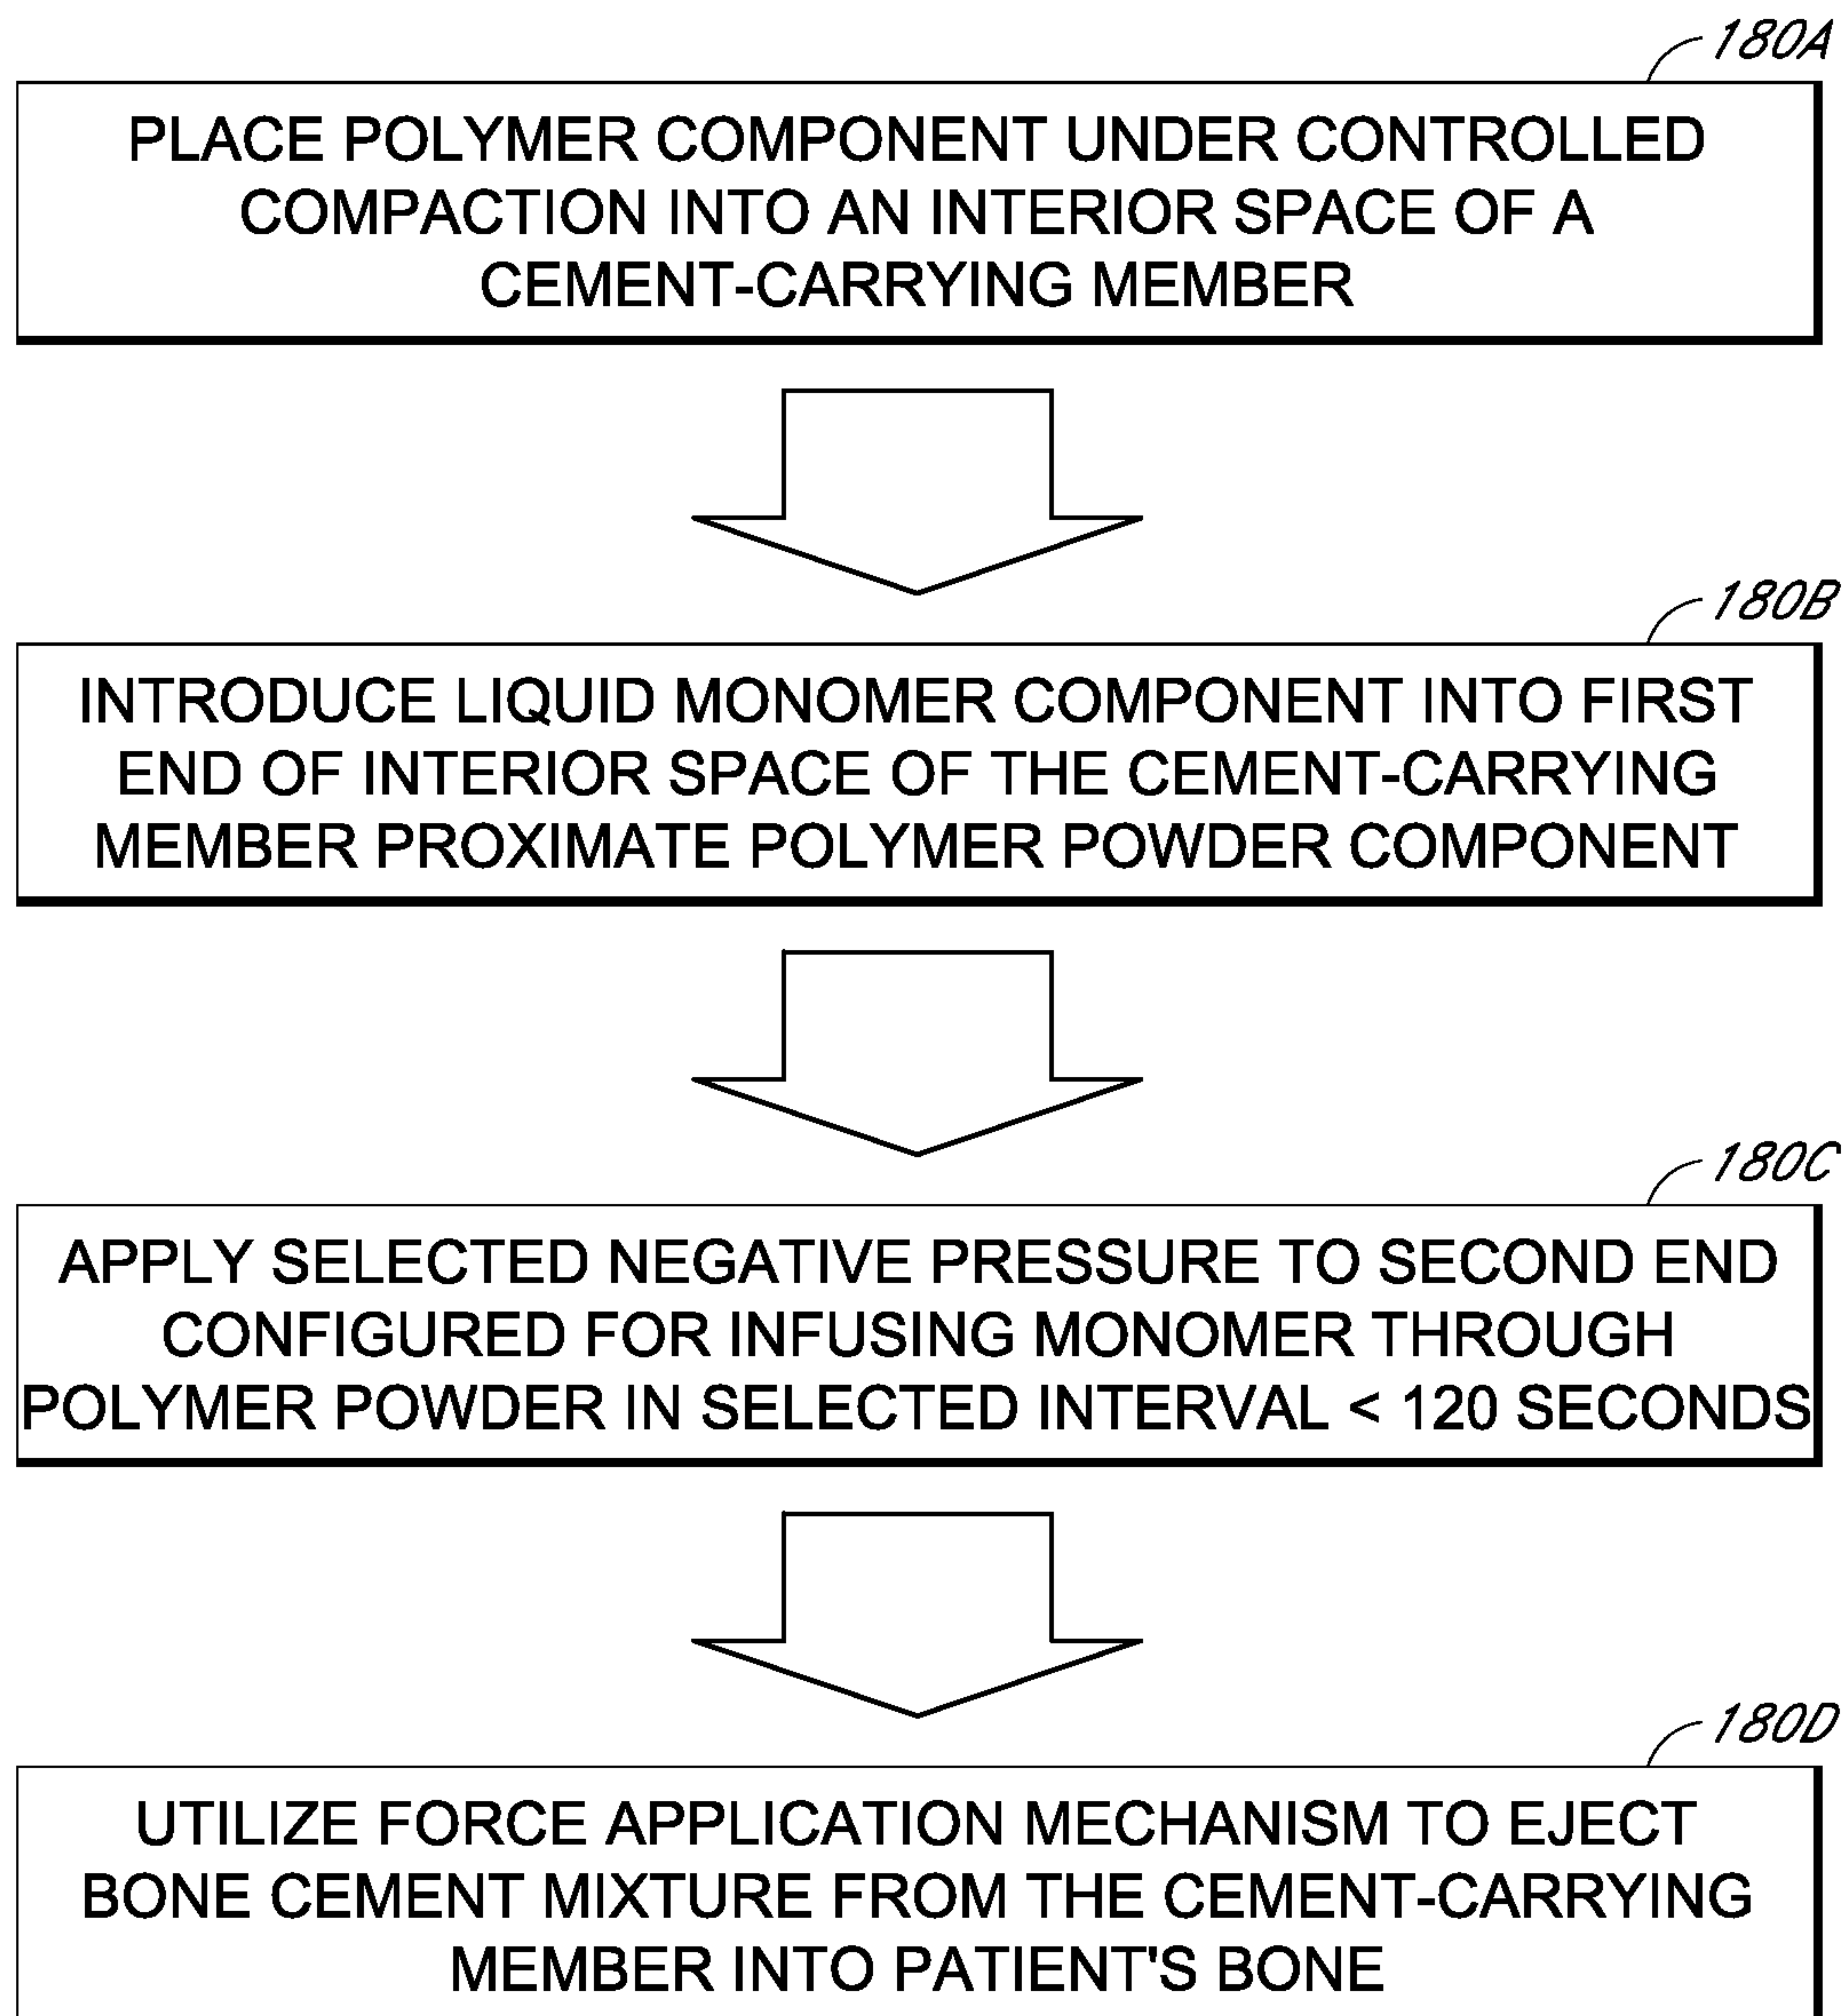 180A
PLACE POLYMER COMPONENT UNDER CONTROLLED
COMPACTION INTO AN INTERIOR SPACE OF A
CEMENT-CARRYING MEMBER
180B
INTRODUCE LIQUID MONOMER COMPONENT INTO FIRST
END OF INTERIOR SPACE OF THE CEMENT-CARRYING
MEMBER PROXIMATE POLYMER POWDER COMPONENT
180C
APPLY SELECTED NEGATIVE PRESSURE TO SECOND END
CONFIGURED FOR INFUSING MONOMER THROUGH
POLYMER POWDER IN SELECTED INTERVAL < 120 SECONDS
180D
UTILIZE FORCE APPLICATION MECHANISM TO EJECT
BONE CEMENT MIXTURE FROM THE CEMENT-CARRYING
MEMBER INTO PATIENT'S BONE